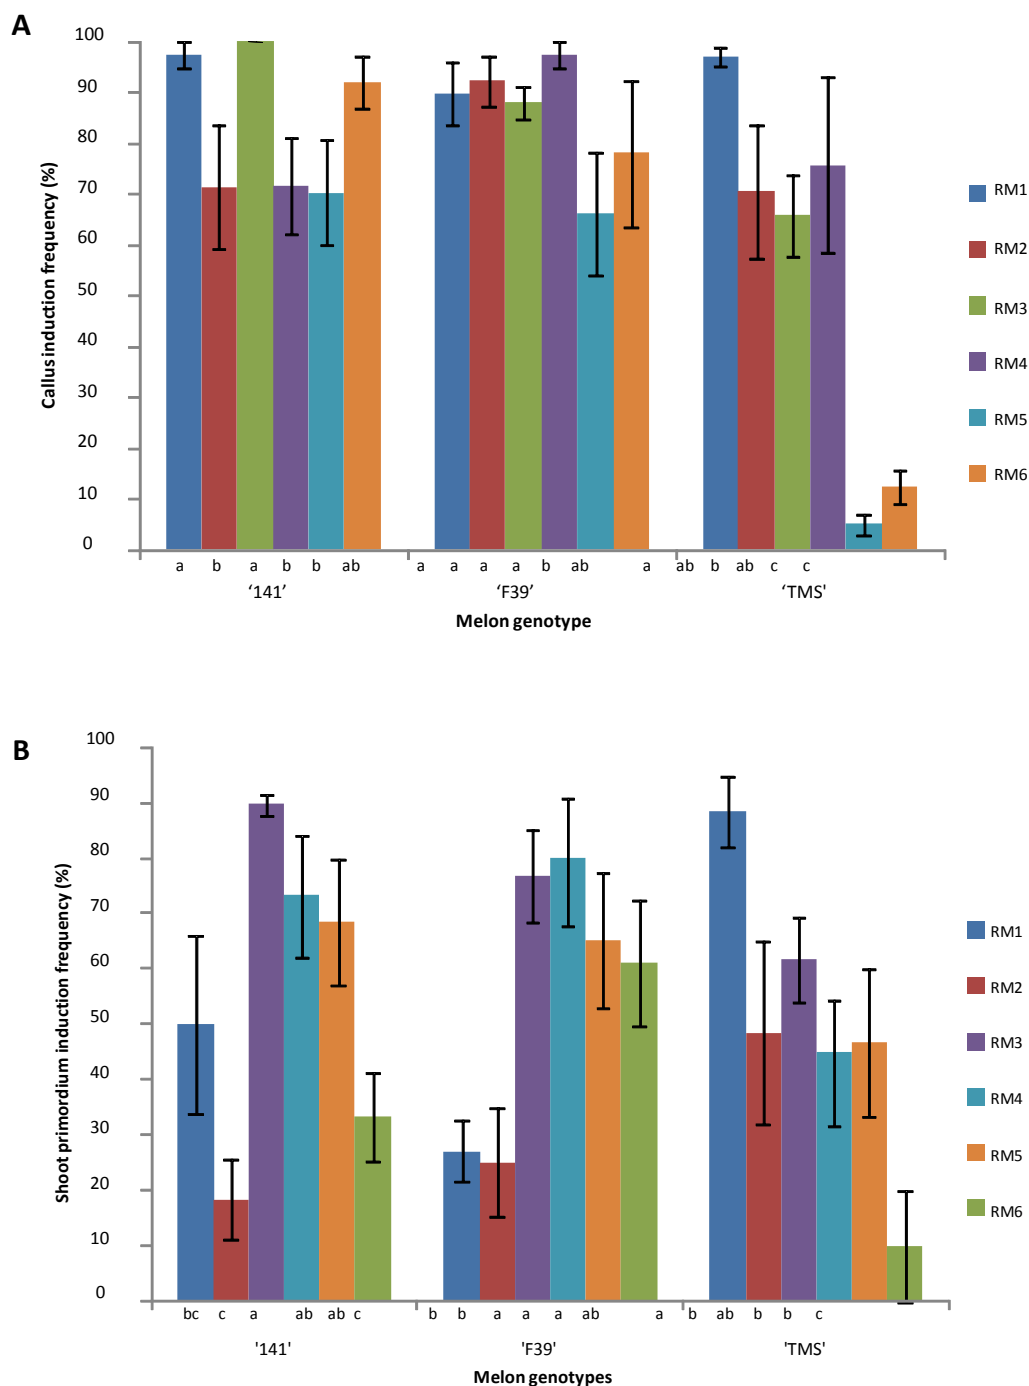 A
Callus induction frequency (%)
100
90
80
70
60
50
40
30
20
10
0
a b a b b ab a a a a b ab a ab b ab c c
‘141’ ‘F39’ ‘TMS'
Melon genotype
RM1
RM2
RM3
RM4
RM5
RM6
B
Shoot primordium induction frequency (%)
100
90
80
70
60
50
40
30
20
10
0
bc c a ab ab c b b a a a ab a b ab b b c
'141' 'F39' 'TMS'
Melon genotypes
RM1
RM2
RM3
RM4
RM5
RM6